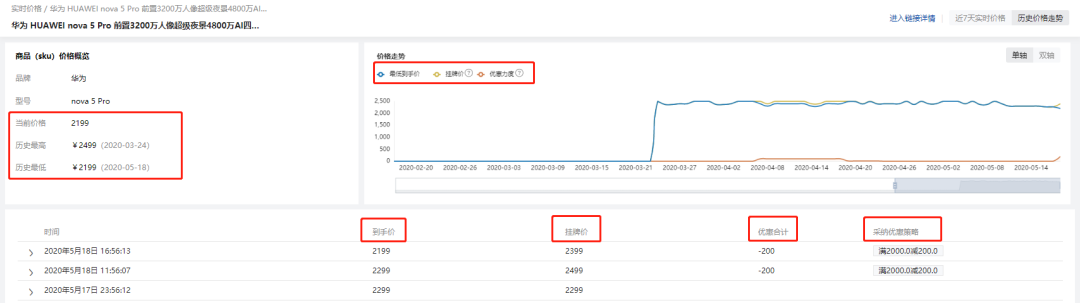 实时价格 / 华为 HUAWEI nova 5 Pro 前置3200万人像超级夜景4800万AI...
华为 HUAWEI nova 5 Pro 前置3200万人像超级夜景4800万AI四...
进入链接详情 近7天实时价格 历史价格走势
商品（sku）价格概览
品牌 华为
型号 nova 5 Pro
当前价格 2199
历史最高 ￥2499 (2020-03-24)
历史最低 ￥2199 (2020-05-18)
价格走势 单轴 双轴
最低到手价 挂牌价 ? 优惠力度 ?
2,500
2,000
1,500
1,000
500
0
2020-02-20 2020-02-26 2020-03-03 2020-03-09 2020-03-15 2020-03-21 2020-03-27 2020-04-02 2020-04-08 2020-04-14 2020-04-20 2020-04-26 2020-05-02 2020-05-08 2020-05-14
时间 到手价 挂牌价 优惠合计 采纳优惠策略
2020年5月18日 16:56:13 2199 2399 -200 满2000.0减200.0
2020年5月18日 11:56:07 2299 2499 -200 满2000.0减200.0
2020年5月17日 23:56:12 2299 2299